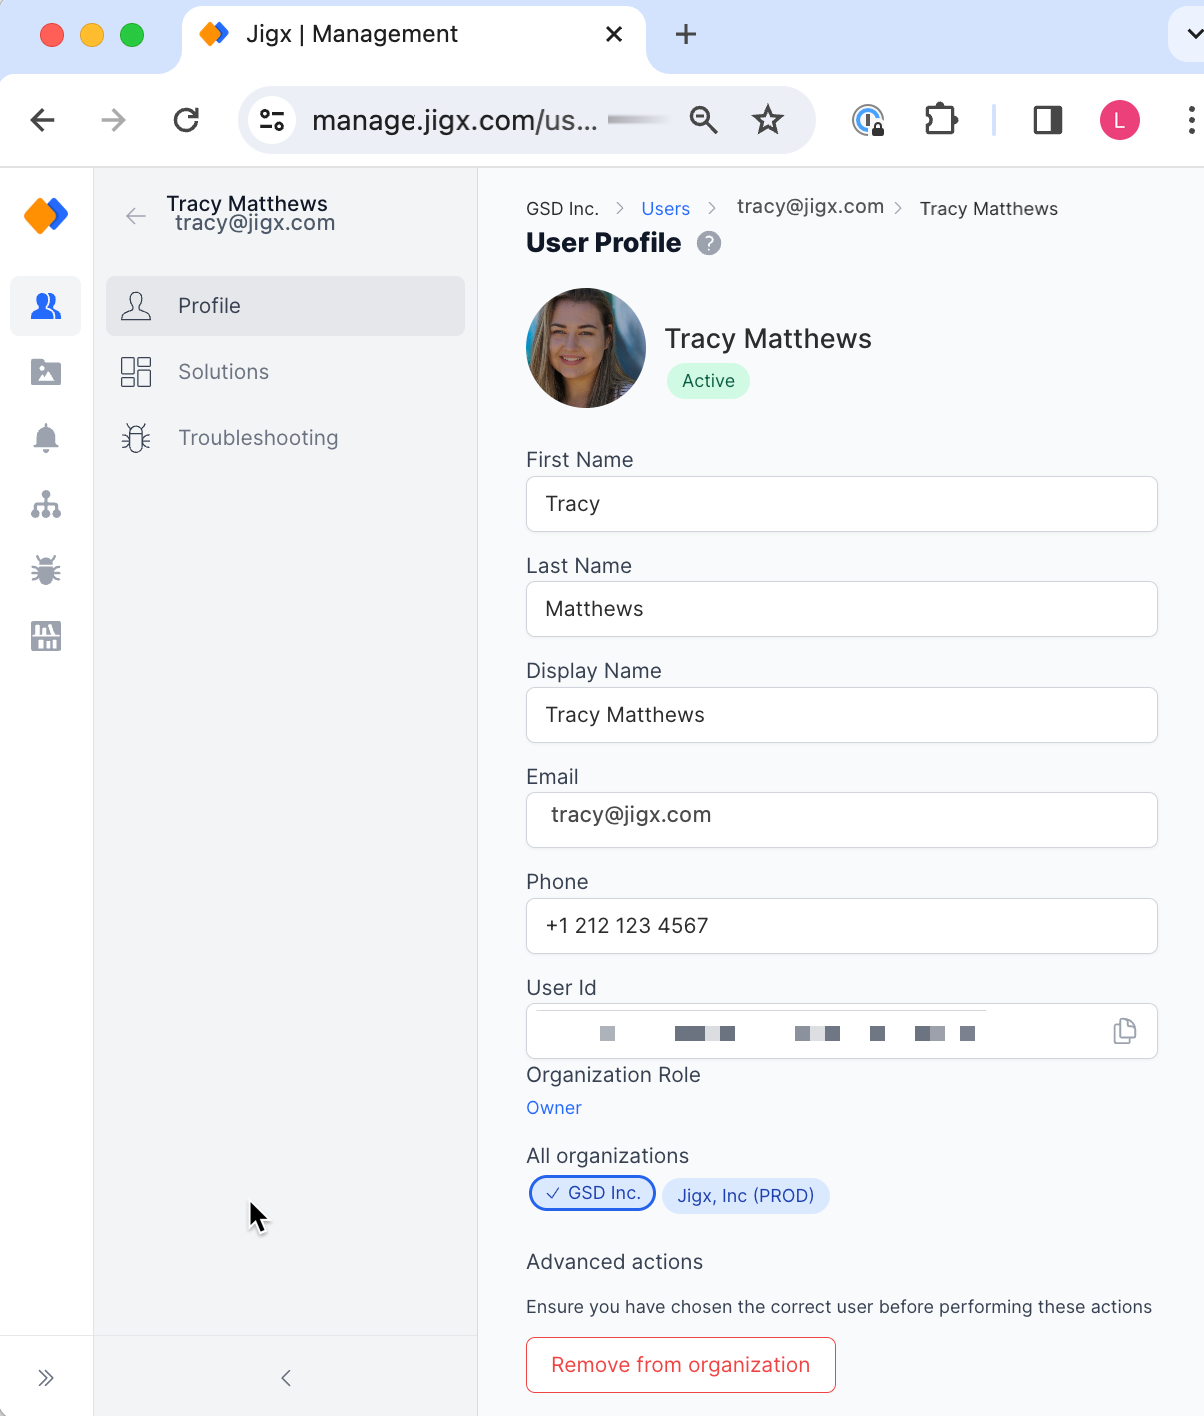 Jigx | Management
manage.jigx.com/us...
L
Tracy Matthews
tracy@jigx.com
Profile
Solutions
Troubleshooting
GSD Inc. > Users > tracy@jigx.com > Tracy Matthews
User Profile ?
Tracy Matthews
Active
First Name
Tracy
Last Name
Matthews
Display Name
Tracy Matthews
Email
tracy@jigx.com
Phone
+1 212 123 4567
User Id
Organization Role
Owner
All organizations
GSD Inc. Jigx, Inc (PROD)
Advanced actions
Ensure you have chosen the correct user before performing these actions
Remove from organization